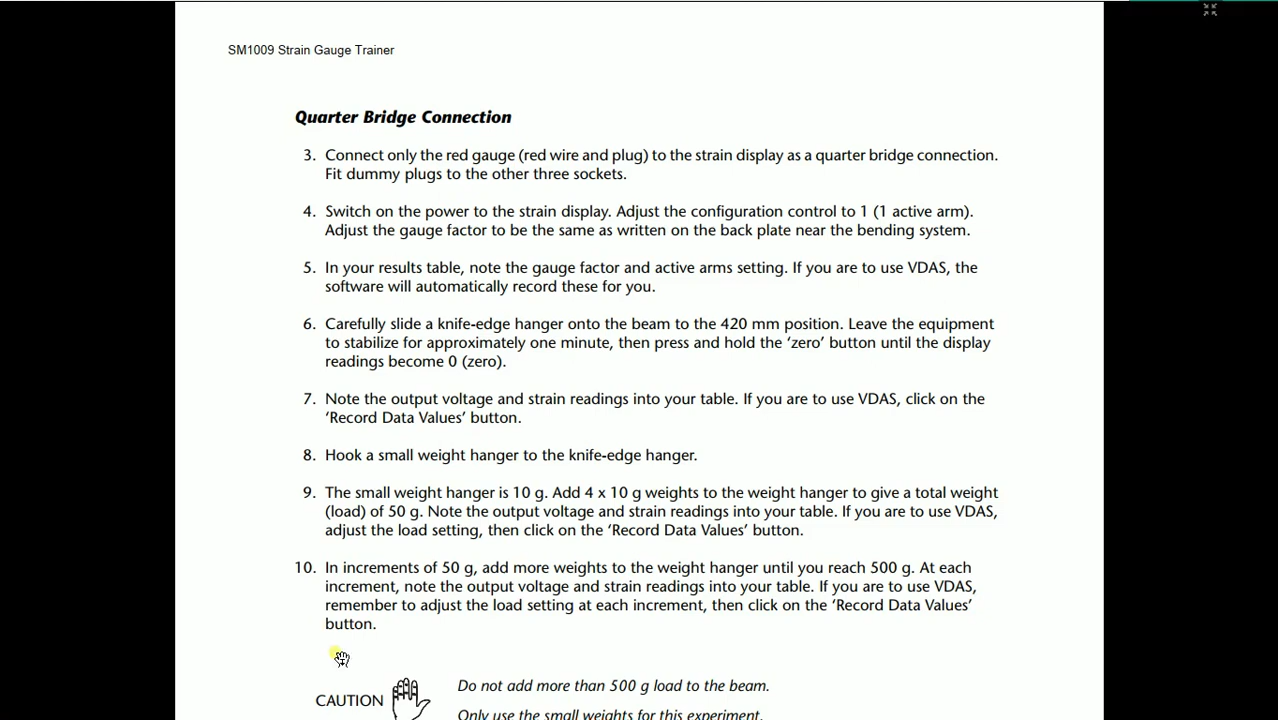 SM1009 Strain Gauge Trainer
Quarter Bridge Connection
3. Connect only the red gauge (red wire and plug) to the strain display as a quarter bridge connection.
Fit dummy plugs to the other three sockets.
4. Switch on the power to the strain display. Adjust the configuration control to 1 (1 active arm).
Adjust the gauge factor to be the same as written on the back plate near the bending system.
5. In your results table, note the gauge factor and active arms setting. If you are to use VDAS, the
software will automatically record these for you.
6. Carefully slide a knife-edge hanger onto the beam to the 420 mm position. Leave the equipment
to stabilize for approximately one minute, then press and hold the ‘zero’ button until the display
readings become 0 (zero).
7. Note the output voltage and strain readings into your table. If you are to use VDAS, click on the
‘Record Data Values’ button.
8. Hook a small weight hanger to the knife-edge hanger.
9. The small weight hanger is 10 g. Add 4 x 10 g weights to the weight hanger to give a total weight
(load) of 50 g. Note the output voltage and strain readings into your table. If you are to use VDAS,
adjust the load setting, then click on the ‘Record Data Values’ button.
10. In increments of 50 g, add more weights to the weight hanger until you reach 500 g. At each
increment, note the output voltage and strain readings into your table. If you are to use VDAS,
remember to adjust the load setting at each increment, then click on the ‘Record Data Values’
button.
CAUTION
Do not add more than 500 g load to the beam.
Only use the small weights for this experiment.